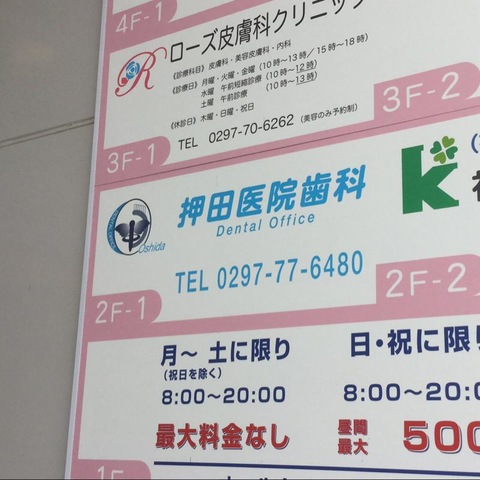 4F-1
ローズ皮膚科クリニック
《診療科目》皮膚科・美容皮膚科・内科
《診療日》月曜・火曜・金曜(10時〜13時/15時〜18時)
水曜 午前短縮診療(10時〜12時)
土曜 午前診療(10時〜13時)
《休診日》木曜・日曜・祝日
TEL 0297-70-6262(美容のみ予約制)
3F-1
3F-2
押田医院歯科
Dental Office
Oshida
TEL 0297-77-6480
2F-1
2F-2
月〜土に限り
(祝日を除く)
8:00〜20:00
最大料金なし
日・祝に限り
8:00〜20:00
昼間
最大
500
1F